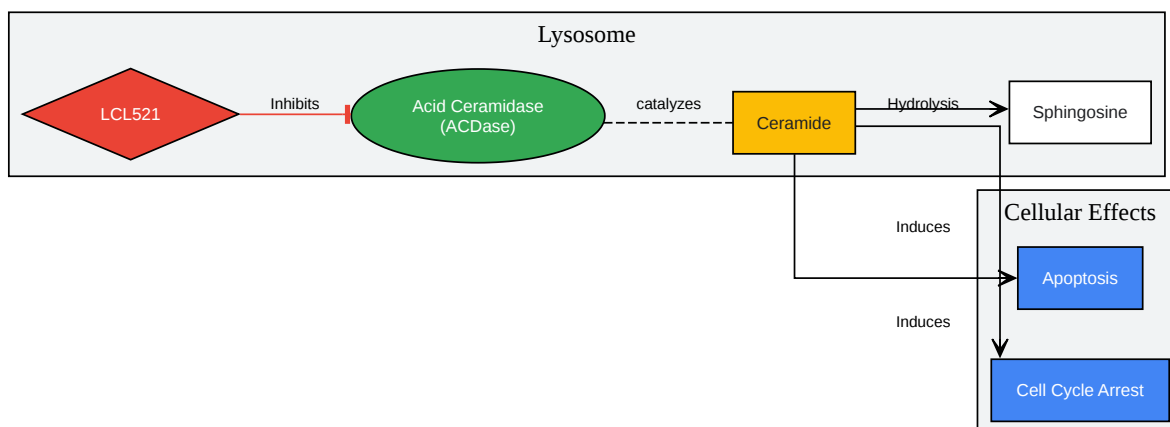 Lysosome
LCL521
Inhibits
Acid Ceramidase
(ACDase)
catalyzes
Ceramide
Hydrolysis
Sphingosine
Cellular Effects
Induces
Apoptosis
Induces
Cell Cycle Arrest